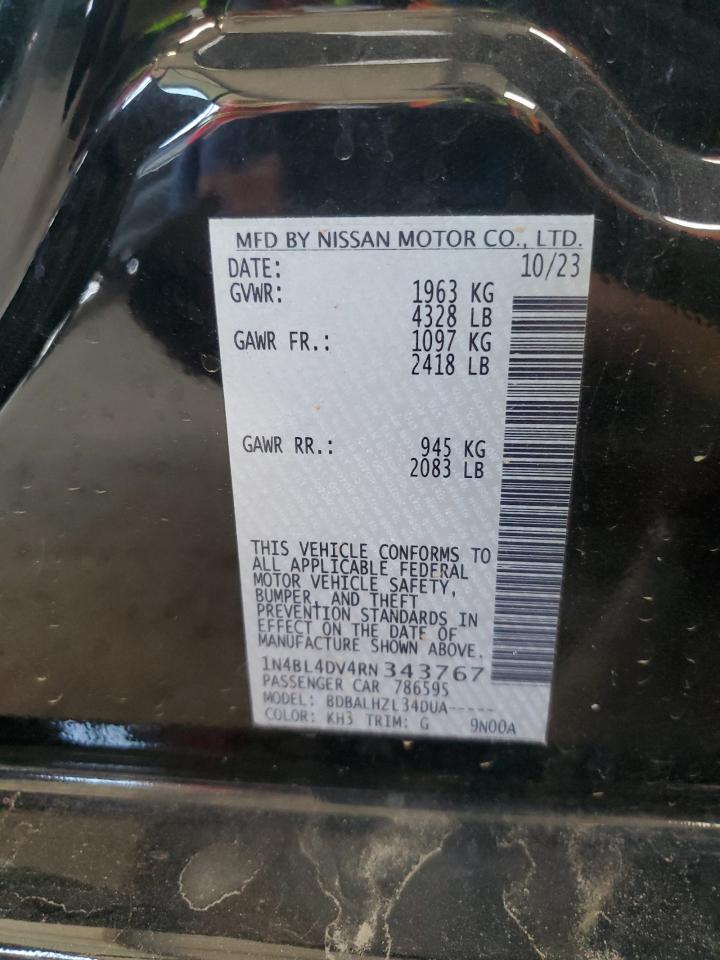 MFD BY NISSAN MOTOR CO., LTD.
DATE: 10/23
GVWR: 1963 KG
4328 LB
GAWR FR.: 1097 KG
2418 LB
GAWR RR.: 945 KG
2083 LB
THIS VEHICLE CONFORMS TO
ALL APPLICABLE FEDERAL
MOTOR VEHICLE SAFETY,
BUMPER, AND THEFT
PREVENTION STANDARDS IN
EFFECT ON THE DATE OF
MANUFACTURE SHOWN ABOVE.
1N4BL4DV4RN343767
PASSENGER CAR 786595
MODEL: BDBALHZL34DUA-----
COLOR: KH3 TRIM: G 9N00A